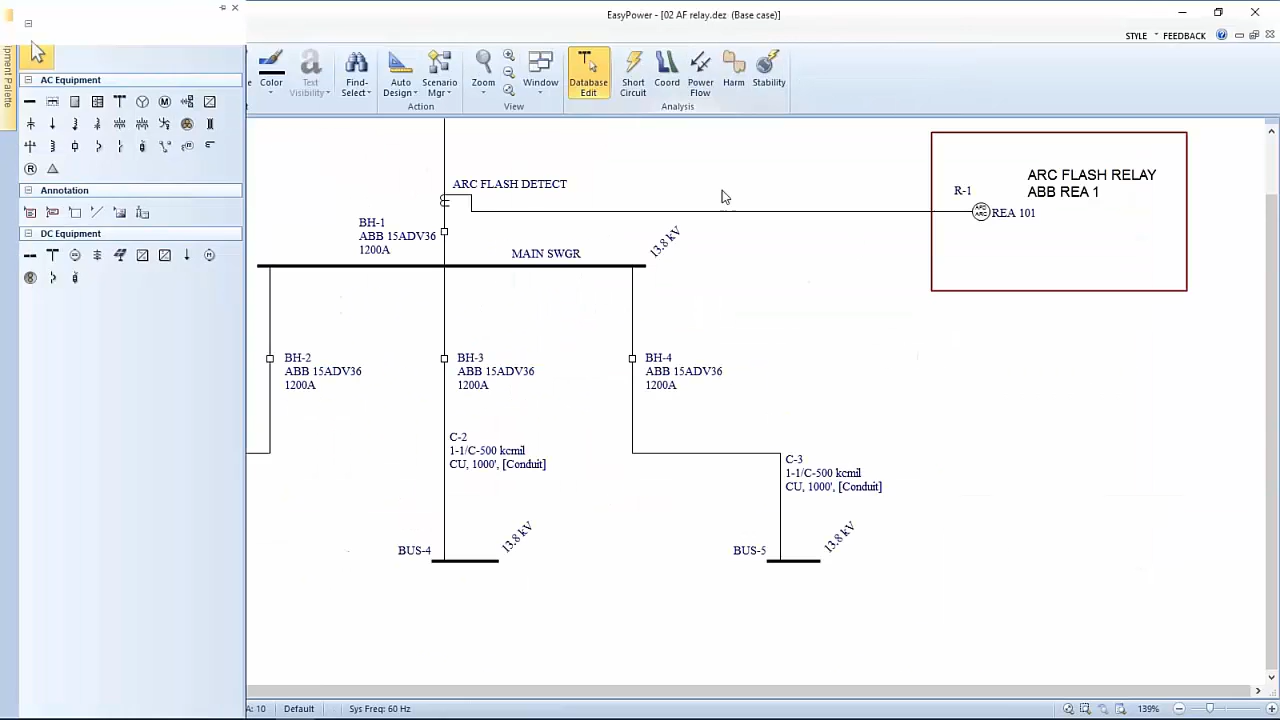 EasyPower - [02 AF relay.dez (Base case)]
STYLE
FEEDBACK
Color
Text
Visibility
Find-
Select
Auto
Design
Scenario
Mgr
Action
Zoom
Window
View
Database
Edit
Short
Circuit
Coord
Power
Flow
Harm
Stability
Analysis
AC Equipment
Annotation
DC Equipment
ARC FLASH DETECT
BH-1
ABB 15ADV36
1200A
MAIN SWGR
13.8 kV
R-1
ARC FLASH RELAY
ABB REA 1
ARC
ARC
REA 101
BH-2
ABB 15ADV36
1200A
BH-3
ABB 15ADV36
1200A
BH-4
ABB 15ADV36
1200A
C-2
1-1/C-500 kcmil
CU, 1000', [Conduit]
C-3
1-1/C-500 kcmil
CU, 1000', [Conduit]
BUS-4
13.8 kV
BUS-5
13.8 kV
A: 10
Default
Sys Freq: 60 Hz
139%